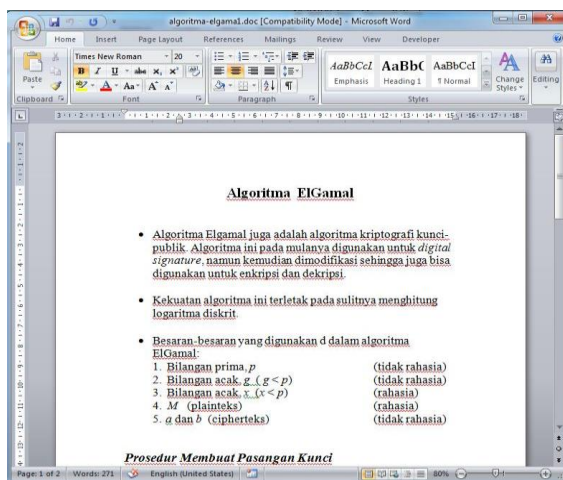 algoritma-elgama1.doc [Compatibility Mode] - Microsoft Word
Home Insert Page Layout References Mailings Review View Developer
Times New Roman 20
AaBbCcI AaBb( AaBbCcI
Paste Emphasis Heading 1 ¶ Normal Change Styles Editing
Clipboard Font Paragraph Styles
Algoritma ElGamal
• Algoritma Elgamal juga adalah algoritma kriptografi kunci-
publik. Algoritma ini pada mulanya digunakan untuk digital
signature, namun kemudian dimodifikasi sehingga juga bisa
digunakan untuk enkripsi dan dekripsi.
• Kekuatan algoritma ini terletak pada sulitnya menghitung
logaritma diskrit.
• Besaran-besaran yang digunakan d dalam algoritma
ElGamal:
1. Bilangan prima, p (tidak rahasia)
2. Bilangan acak, g ( g < p) (tidak rahasia)
3. Bilangan acak, x (x < p) (rahasia)
4. M (plainteks) (rahasia)
5. a dan b (cipherteks) (tidak rahasia)
Prosedur Membuat Pasangan Kunci
Page: 1 of 2 Words: 271 English (United States) 80%